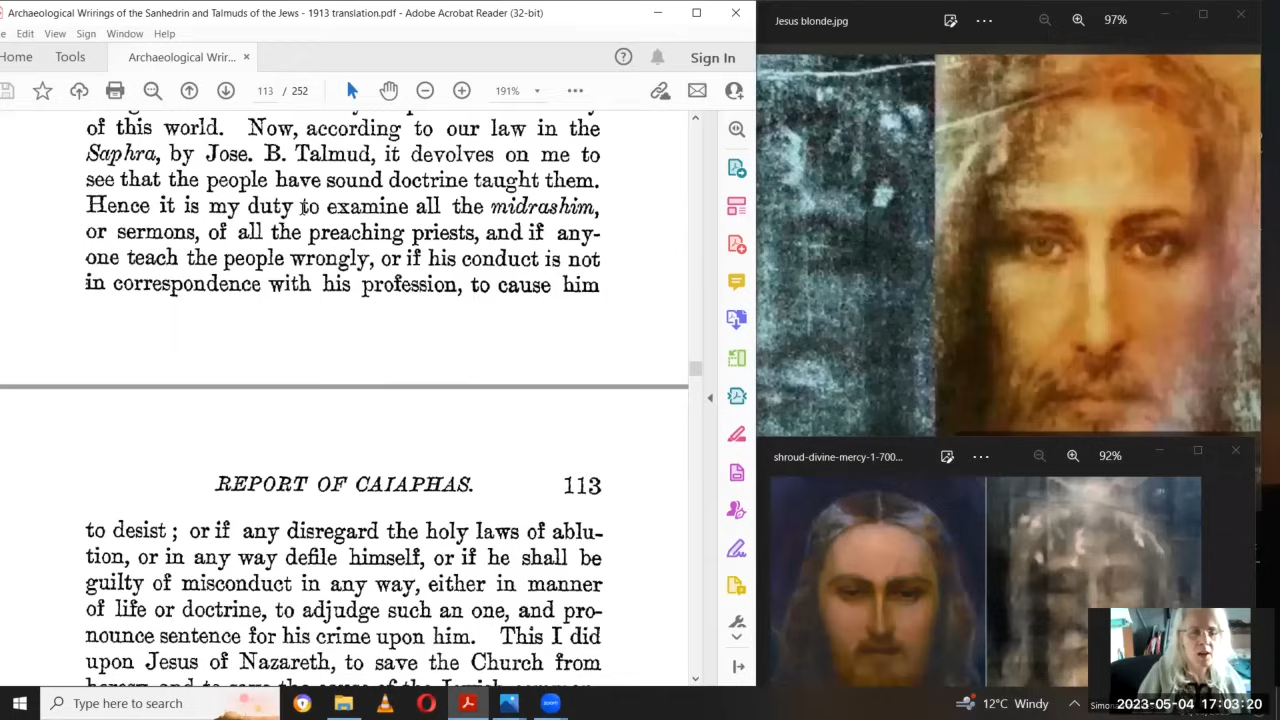 Archaeological Wrirings of the Sanhedrin and Talmuds of the Jews - 1913 translation.pdf - Adobe Acrobat Reader (32-bit)
Edit View Sign Window Help
Home Tools Archaeological Wrir... × Sign In
113 / 252 191%
of this world. Now, according to our law in the
Saphra, by Jose. B. Talmud, it devolves on me to
see that the people have sound doctrine taught them.
Hence it is my duty to examine all the midrashim,
or sermons, of all the preaching priests, and if any-
one teach the people wrongly, or if his conduct is not
in correspondence with his profession, to cause him
REPORT OF CAIAPHAS. 113
to desist; or if any disregard the holy laws of ablu-
tion, or in any way defile himself, or if he shall be
guilty of misconduct in any way, either in manner
of life or doctrine, to adjudge such an one, and pro-
nounce sentence for his crime upon him. This I did
upon Jesus of Nazareth, to save the Church from
Jesus blonde.jpg 97%
shroud-divine-mercy-1-700... 92%
Type here to search
zoom
12°C Windy
2023-05-04 17:03:20